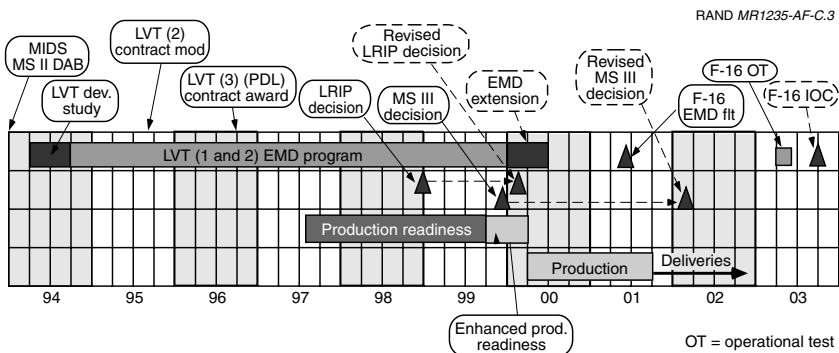 RAND MR1235-AF-C.3
MIDS
MS II DAB
LVT (2)
contract mod
Revised
LRIP decision
LVT dev.
study
LVT (3) (PDL)
contract award
LRIP
decision
MS III
decision
EMD
extension
Revised
MS III
decision
F-16 EMD flt
F-16 OT
F-16 IOC
LVT (1 and 2) EMD program
Production readiness
Production
Deliveries
94
95
96
97
98
99
00
01
02
03
Enhanced prod.
readiness
OT = operational test